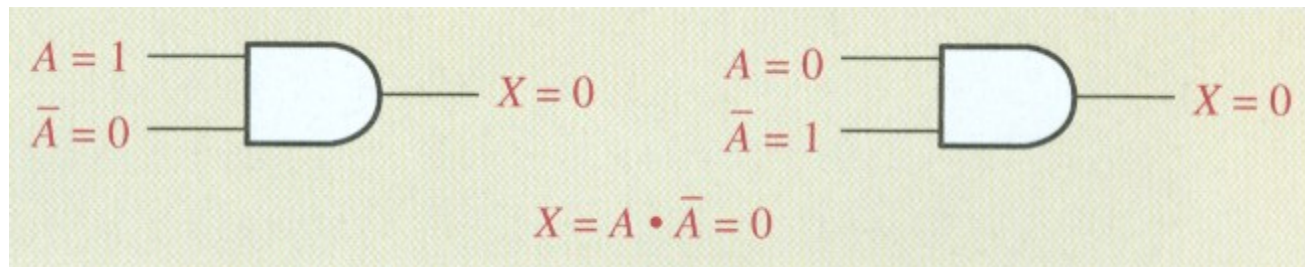 A = 1
A̅ = 0
X = 0
A = 0
A̅ = 1
X = 0
X = A • A̅ = 0